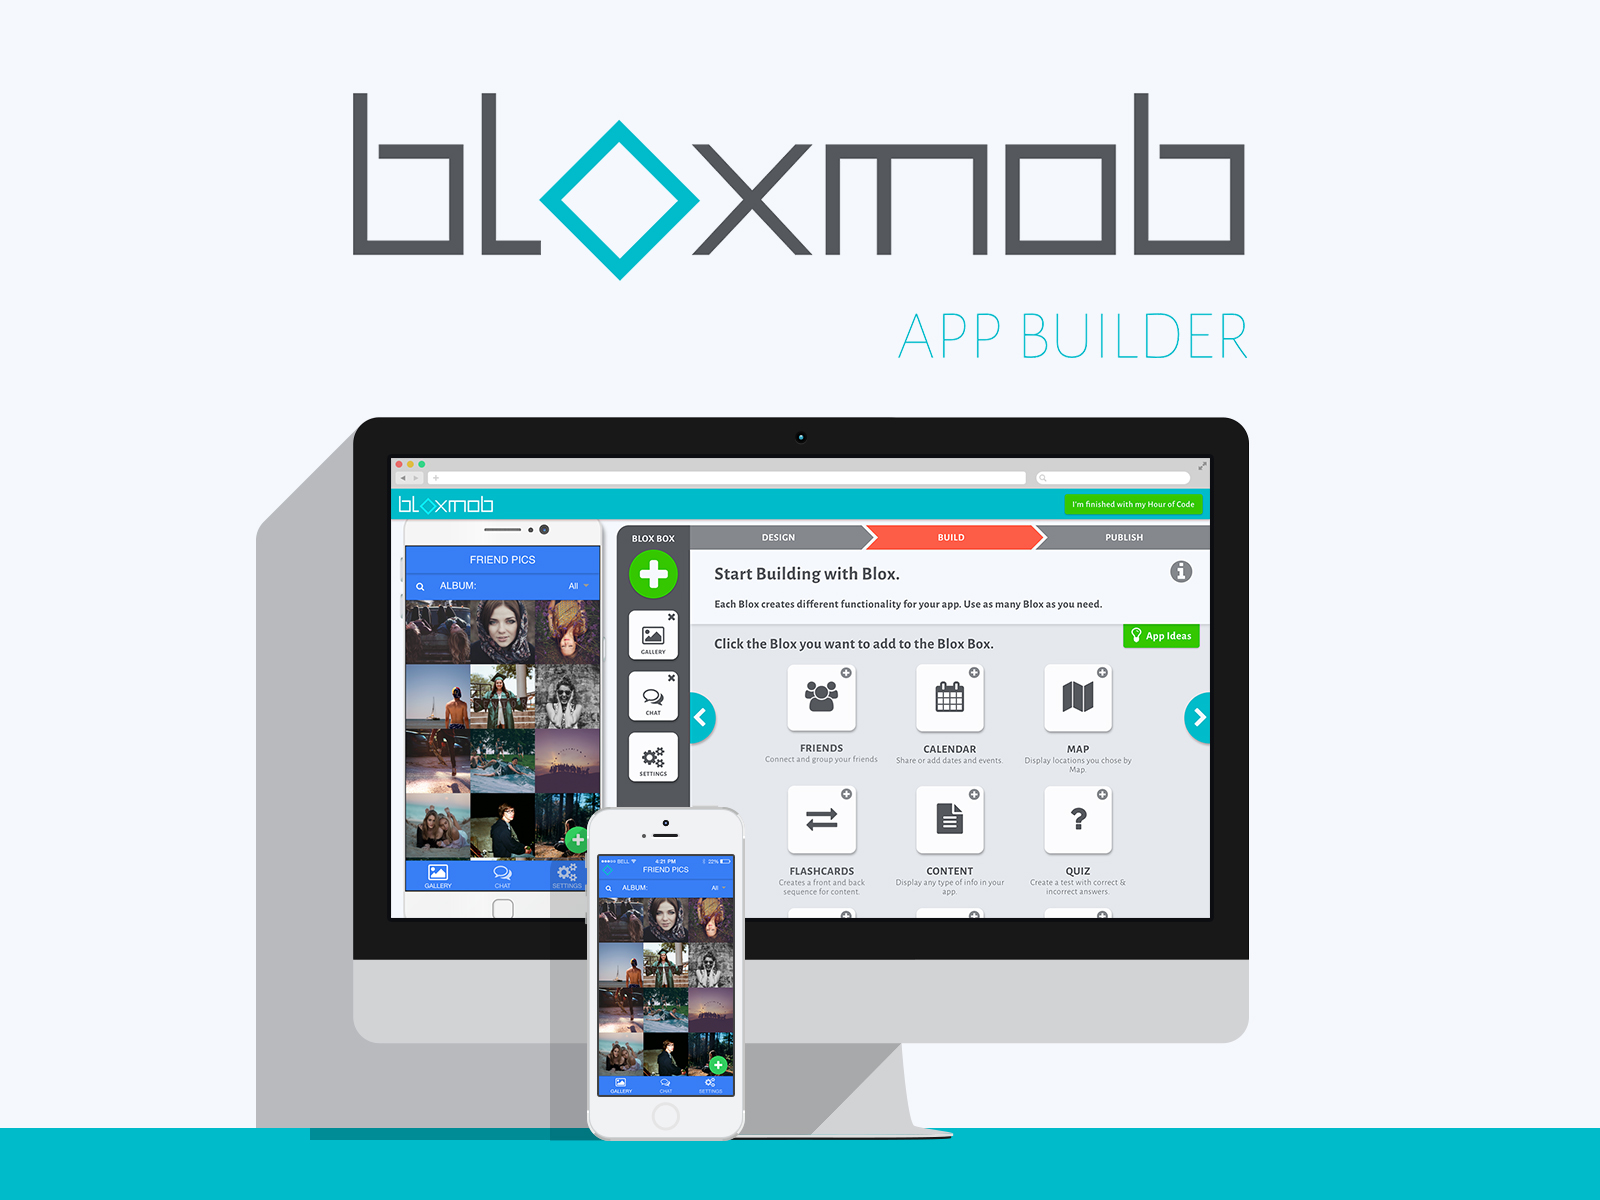 bloxmob
APP BUILDER
bloxmob
I'm finished with my Hour of Code
FRIEND PICS
ALBUM:
All
BLOX BOX
GALLERY
CHAT
SETTINGS
DESIGN
BUILD
PUBLISH
Start Building with Blox.
Each Blox creates different functionality for your app. Use as many Blox as you need.
Click the Blox you want to add to the Blox Box.
App Ideas
FRIENDS
Connect and group your friends
CALENDAR
Share or add dates and events.
MAP
Display locations you chose by
Map.
FLASHCARDS
Creates a front and back
sequence for content.
CONTENT
Display any type of info in your
app.
QUIZ
Create a test with correct &
incorrect answers.
GALLERY
CHAT
SETTINGS
BELL
4:21 PM
22%
FRIEND PICS
ALBUM:
All
GALLERY
CHAT
SETTINGS